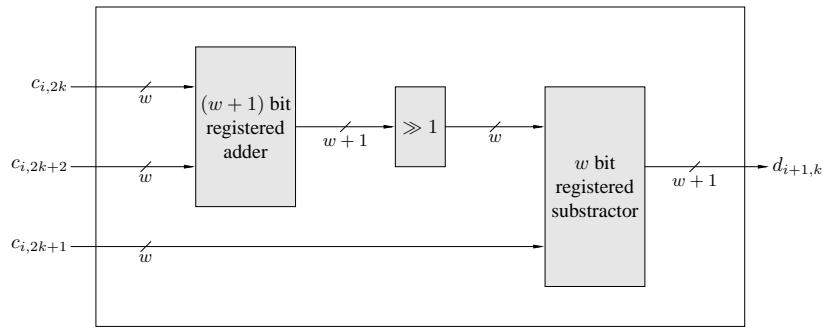 c_{i,2k}
w
(w + 1) bit
registered
adder
w + 1
≫ 1
w
w bit
registered
substractor
w + 1
d_{i+1,k}
c_{i,2k+2}
w
c_{i,2k+1}
w